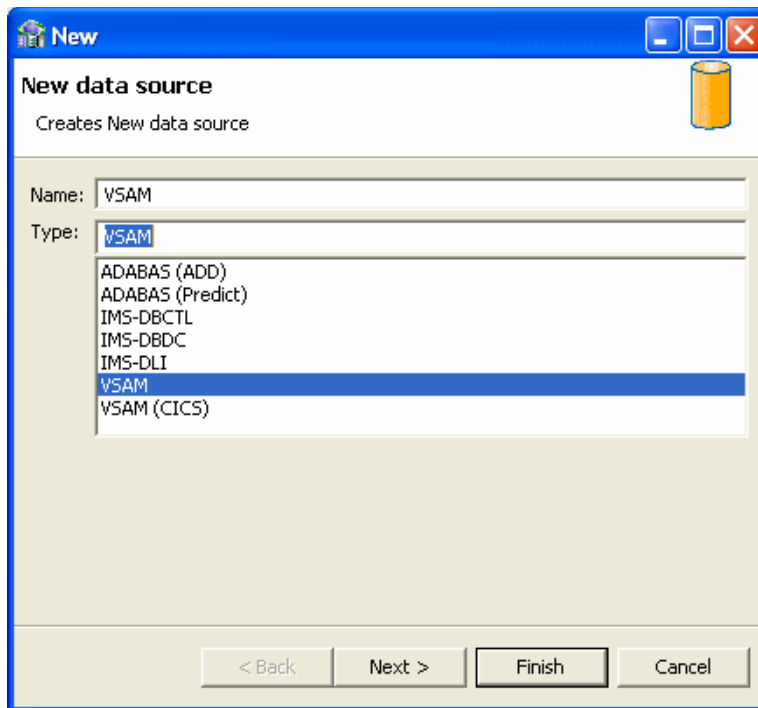 New
New data source
Creates New data source
Name: VSAM
Type: VSAM
ADABAS (ADD)
ADABAS (Predict)
IMS-DBCTL
IMS-DBDC
IMS-DLI
VSAM
VSAM (CICS)
< Back Next > Finish Cancel